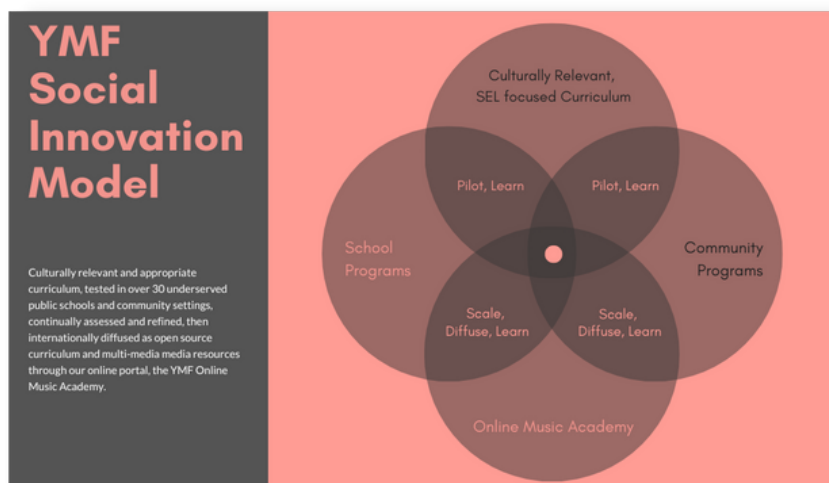 YMF
Social
Innovation
Model
Culturally relevant and appropriate
curriculum, tested in over 30 underserved
public schools and community settings,
continually assessed and refined, then
internationally diffused as open source
curriculum and multi-media media resources
through our online portal, the YMF Online
Music Academy.
Culturally Relevant,
SEL focused Curriculum
Pilot, Learn
Pilot, Learn
School
Programs
Community
Programs
Scale,
Diffuse, Learn
Scale,
Diffuse, Learn
Online Music Academy